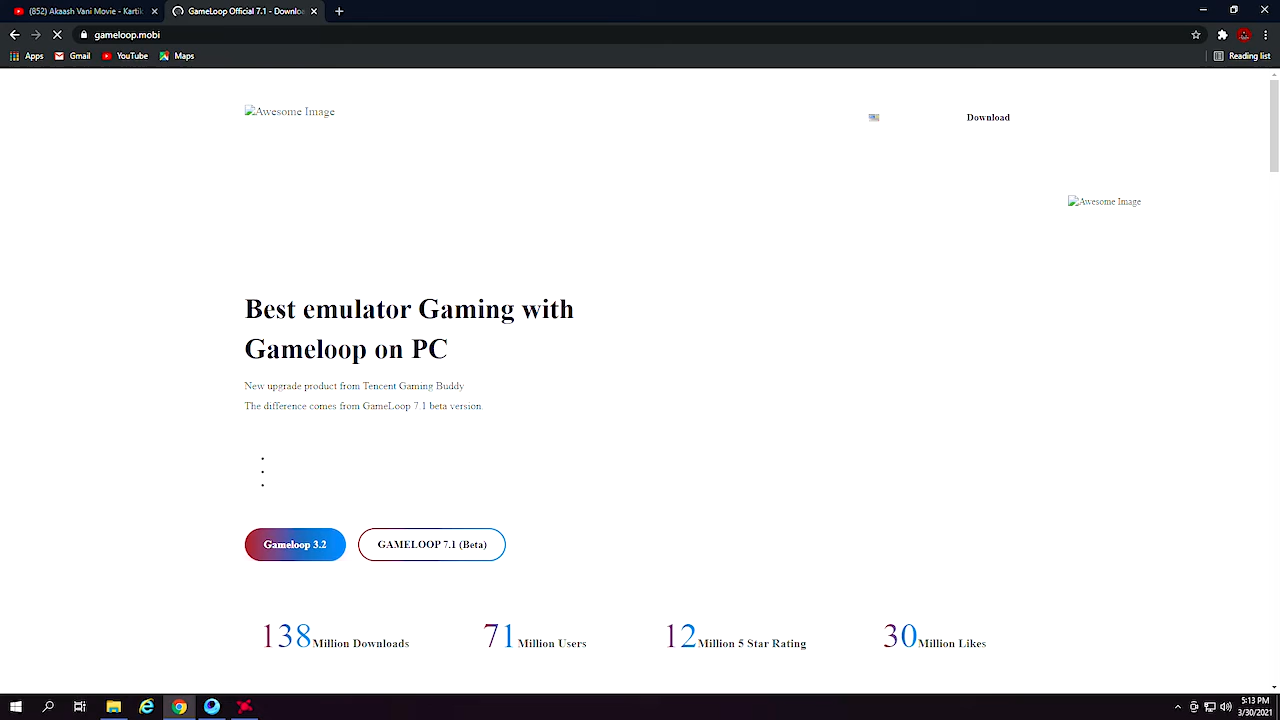 (852) Akaash Vani Movie - Kartik
GameLoop Official 7.1 - Downloa
gameloop.mobi
Apps
Gmail
YouTube
Maps
Reading list
Awesome Image
Download
Awesome Image
Best emulator Gaming with
Gameloop on PC
New upgrade product from Tencent Gaming Buddy
The difference comes from GameLoop 7.1 beta version.
Gameloop 3.2
GAMELOOP 7.1 (Beta)
138 Million Downloads
71 Million Users
12 Million 5 Star Rating
30 Million Likes
5:13 PM
3/30/2021